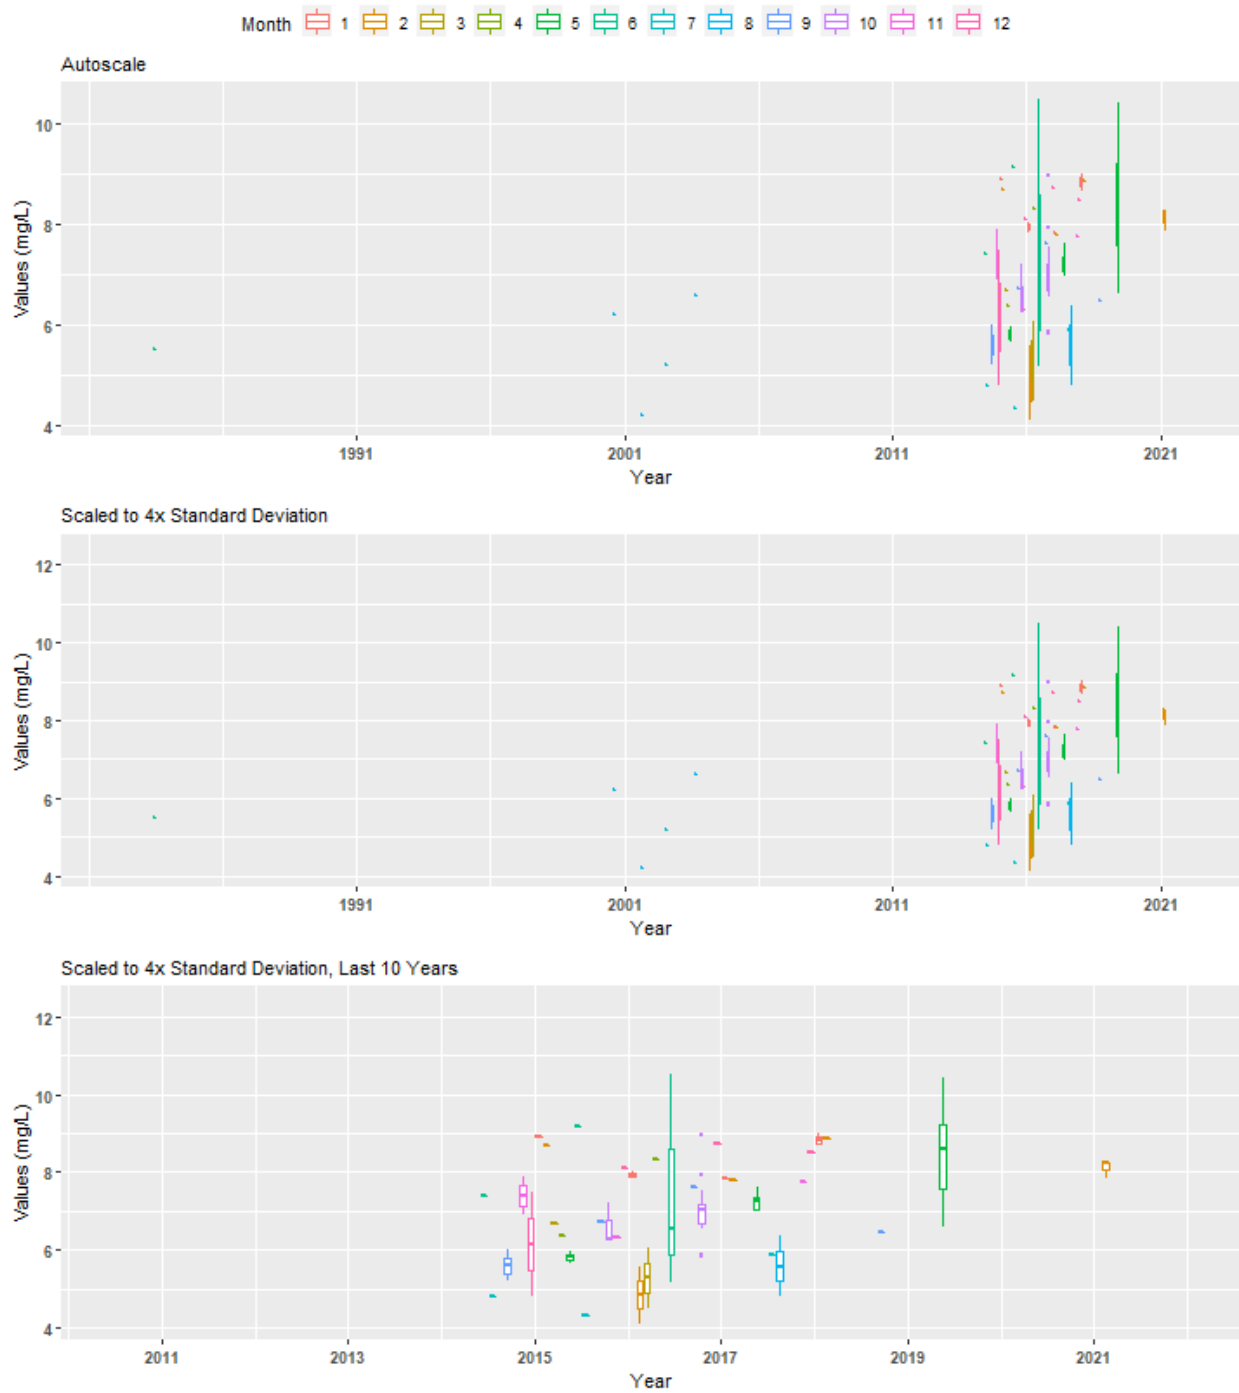 Month 1 2 3 4 5 6 7 8 9 10 11 12
Autoscale
10
8
6
4
Values (mg/L)
1991 2001 2011 2021
Year
Scaled to 4x Standard Deviation
12
10
8
6
4
Values (mg/L)
1991 2001 2011 2021
Year
Scaled to 4x Standard Deviation, Last 10 Years
12
10
8
6
4
Values (mg/L)
2011 2013 2015 2017 2019 2021
Year